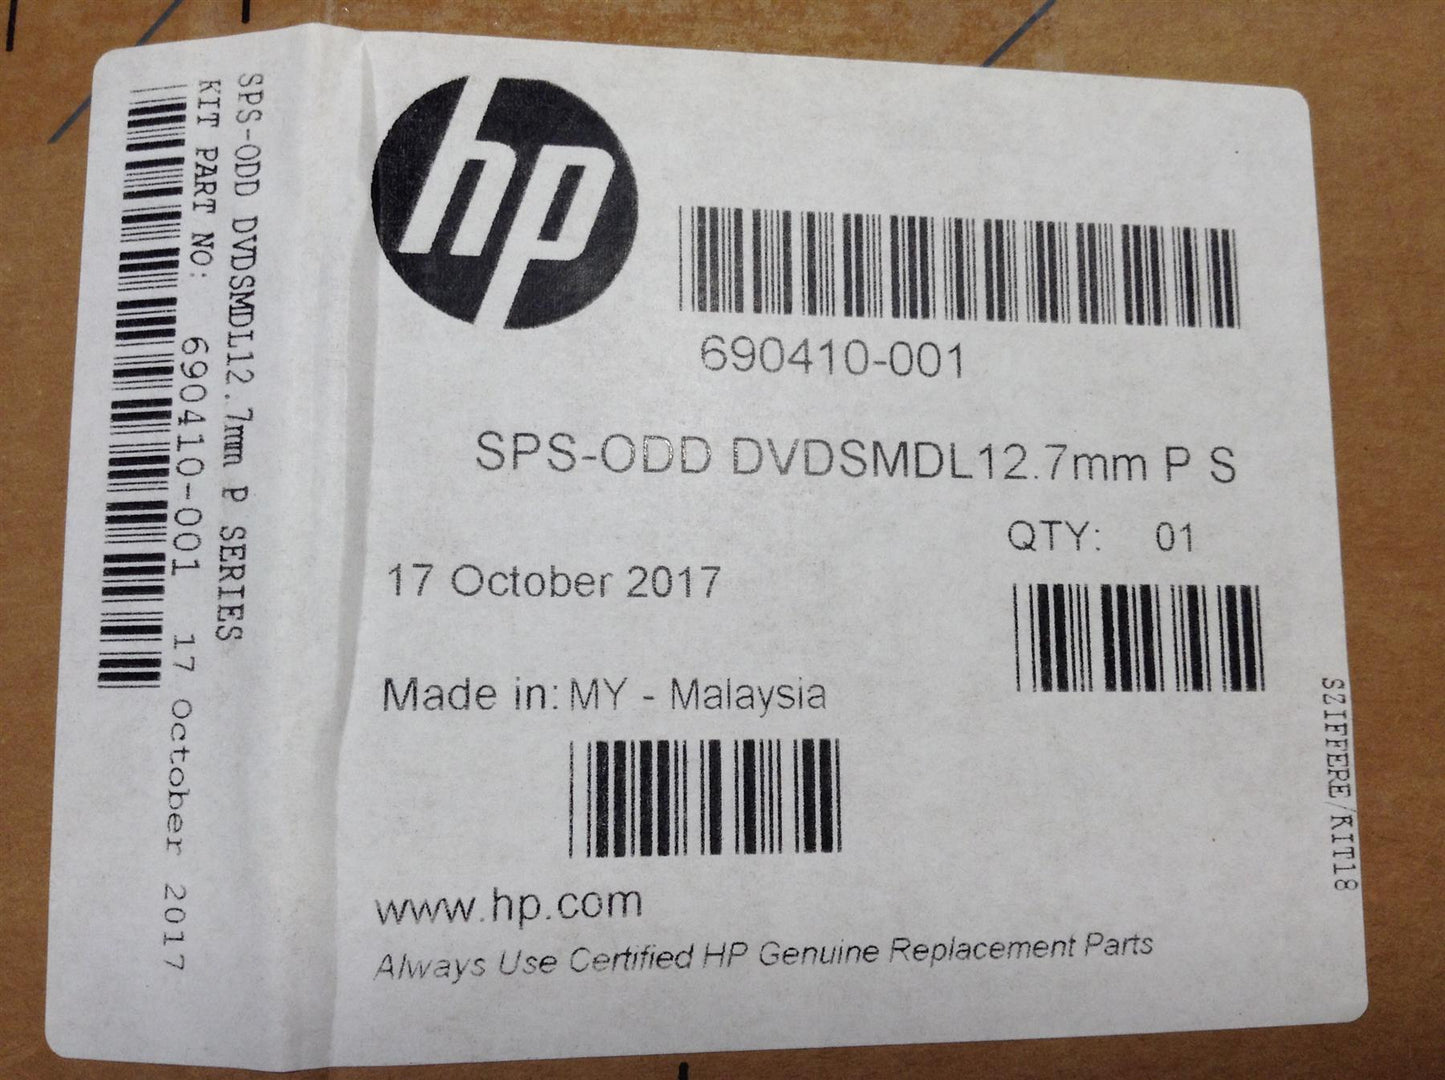 SPS-ODD DVDSMDL12.7mm P SERIES
KIT PART NO: 690410-001 17 October 2017
hp
690410-001
SPS-ODD DVDSMDL12.7mm P S
QTY: 01
17 October 2017
Made in: MY - Malaysia
www.hp.com
Always Use Certified HP Genuine Replacement Parts
SZIFFERE/KIT18